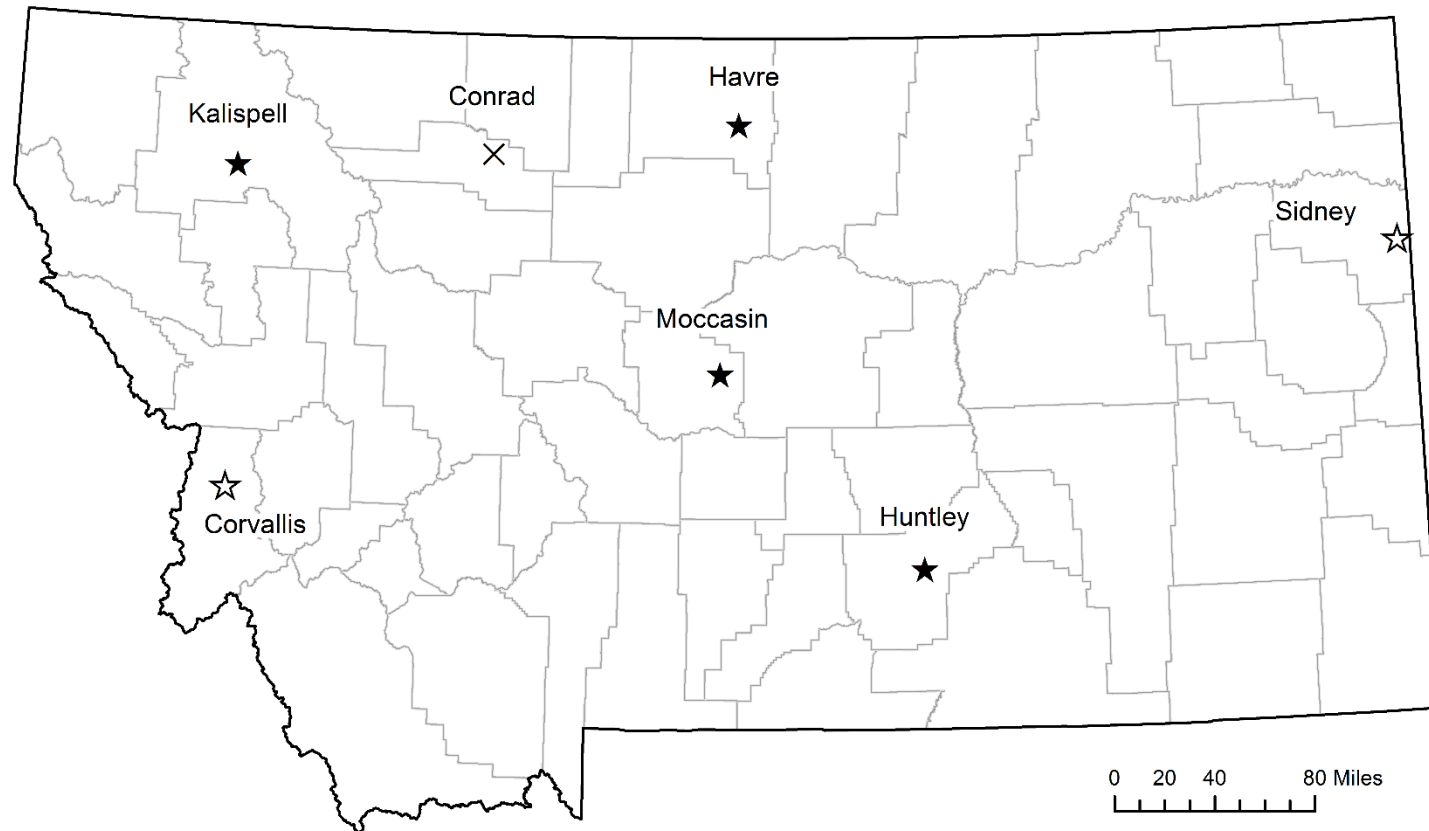 Havre
Conrad
Kalispell
Sidney
Moccasin
Huntley
Corvallis
0 20 40 80 Miles